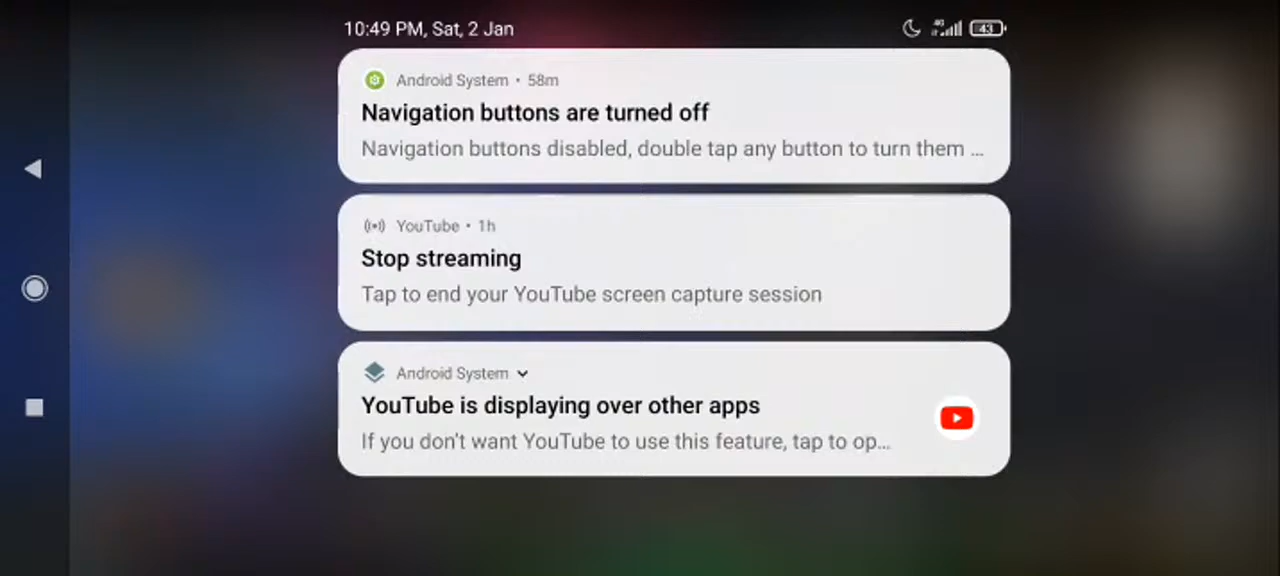 10:49 PM, Sat, 2 Jan
4G
43
Android System • 58m
Navigation buttons are turned off
Navigation buttons disabled, double tap any button to turn them ...
YouTube • 1h
Stop streaming
Tap to end your YouTube screen capture session
Android System
YouTube is displaying over other apps
If you don't want YouTube to use this feature, tap to op...